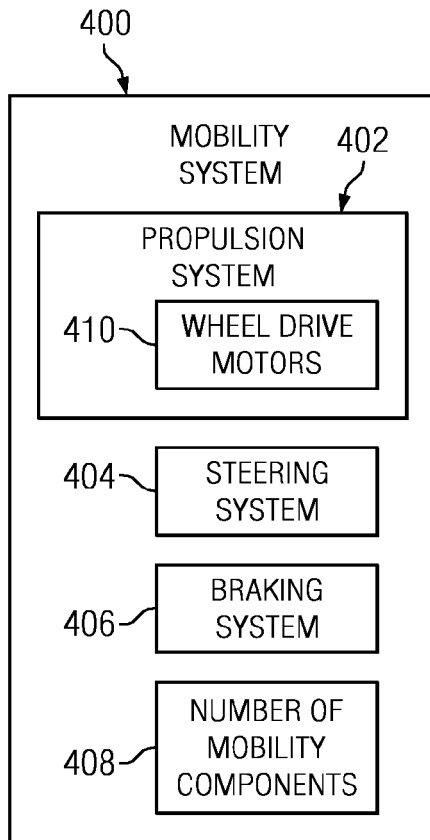 400
MOBILITY
SYSTEM
402
PROPULSION
SYSTEM
410
WHEEL DRIVE
MOTORS
404
STEERING
SYSTEM
406
BRAKING
SYSTEM
408
NUMBER OF
MOBILITY
COMPONENTS